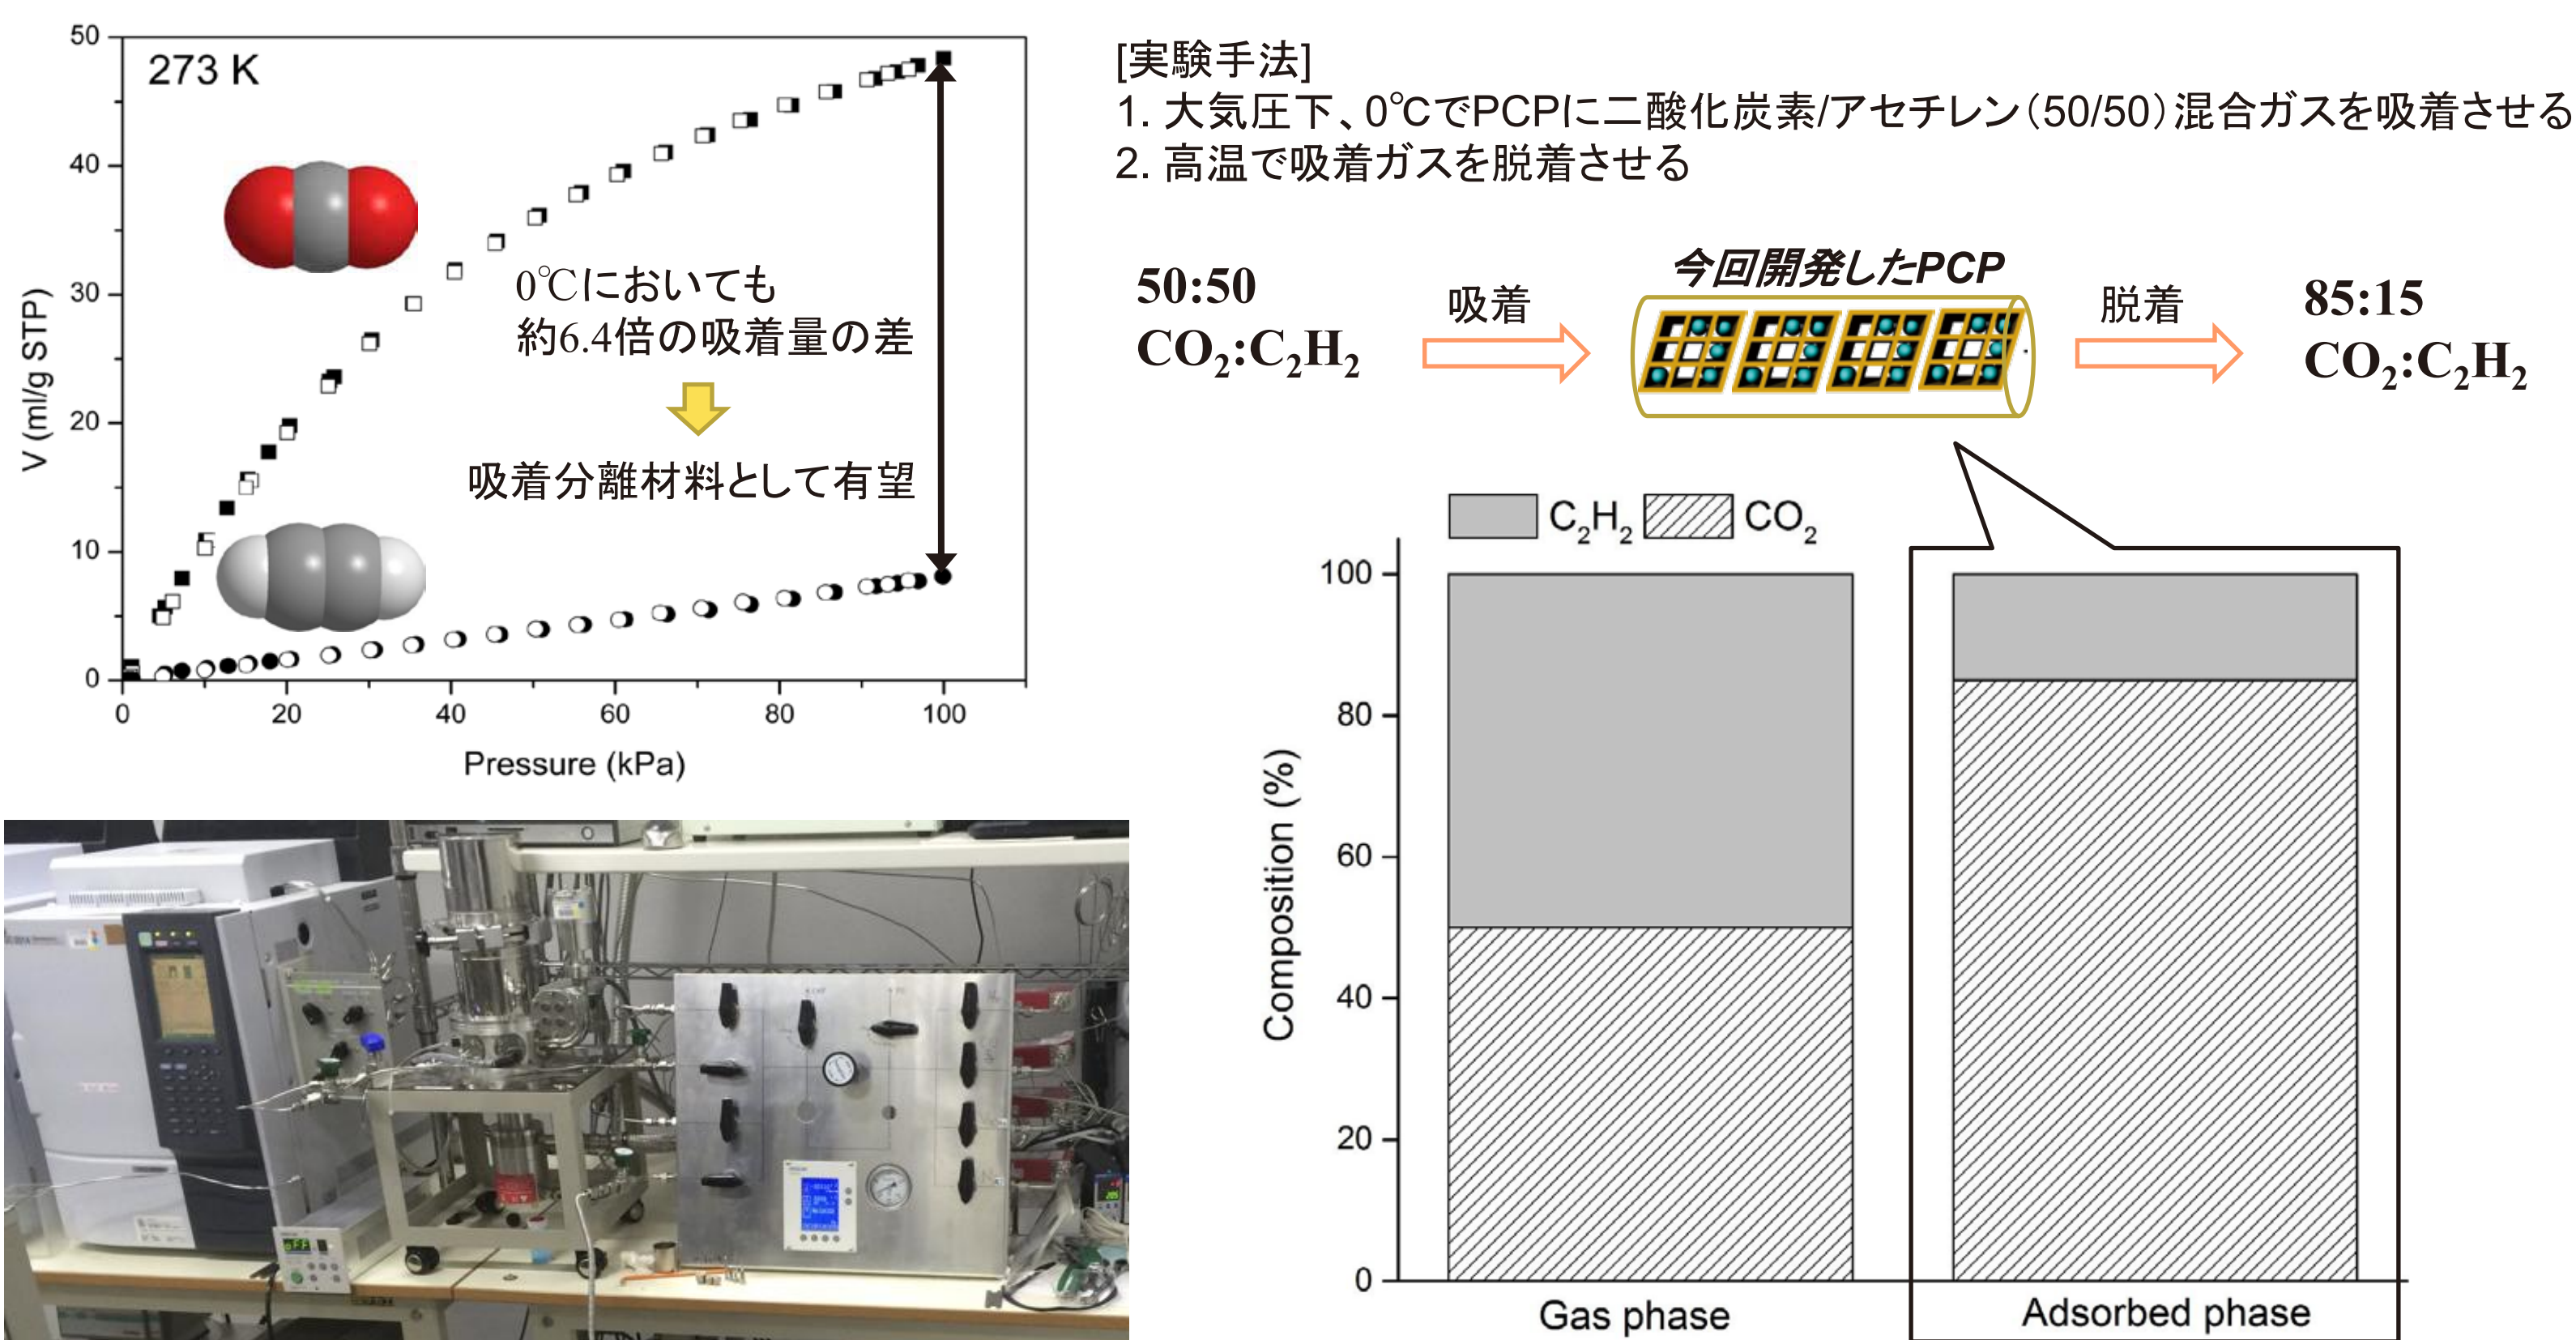 50
40
30
20
10
0
V (ml/g STP)
273 K
0℃においても
約6.4倍の吸着量の差
吸着分離材料として有望
0
20
40
60
80
100
Pressure (kPa)
[実験手法]
1. 大気圧下、0℃でPCPに二酸化炭素/アセチレン（50/50）混合ガスを吸着させる
2. 高温で吸着ガスを脱着させる
50:50
CO₂:C₂H₂
吸着
今回開発したPCP
脱着
85:15
CO₂:C₂H₂
C₂H₂
CO₂
100
80
60
40
20
0
Composition (%)
Gas phase
Adsorbed phase